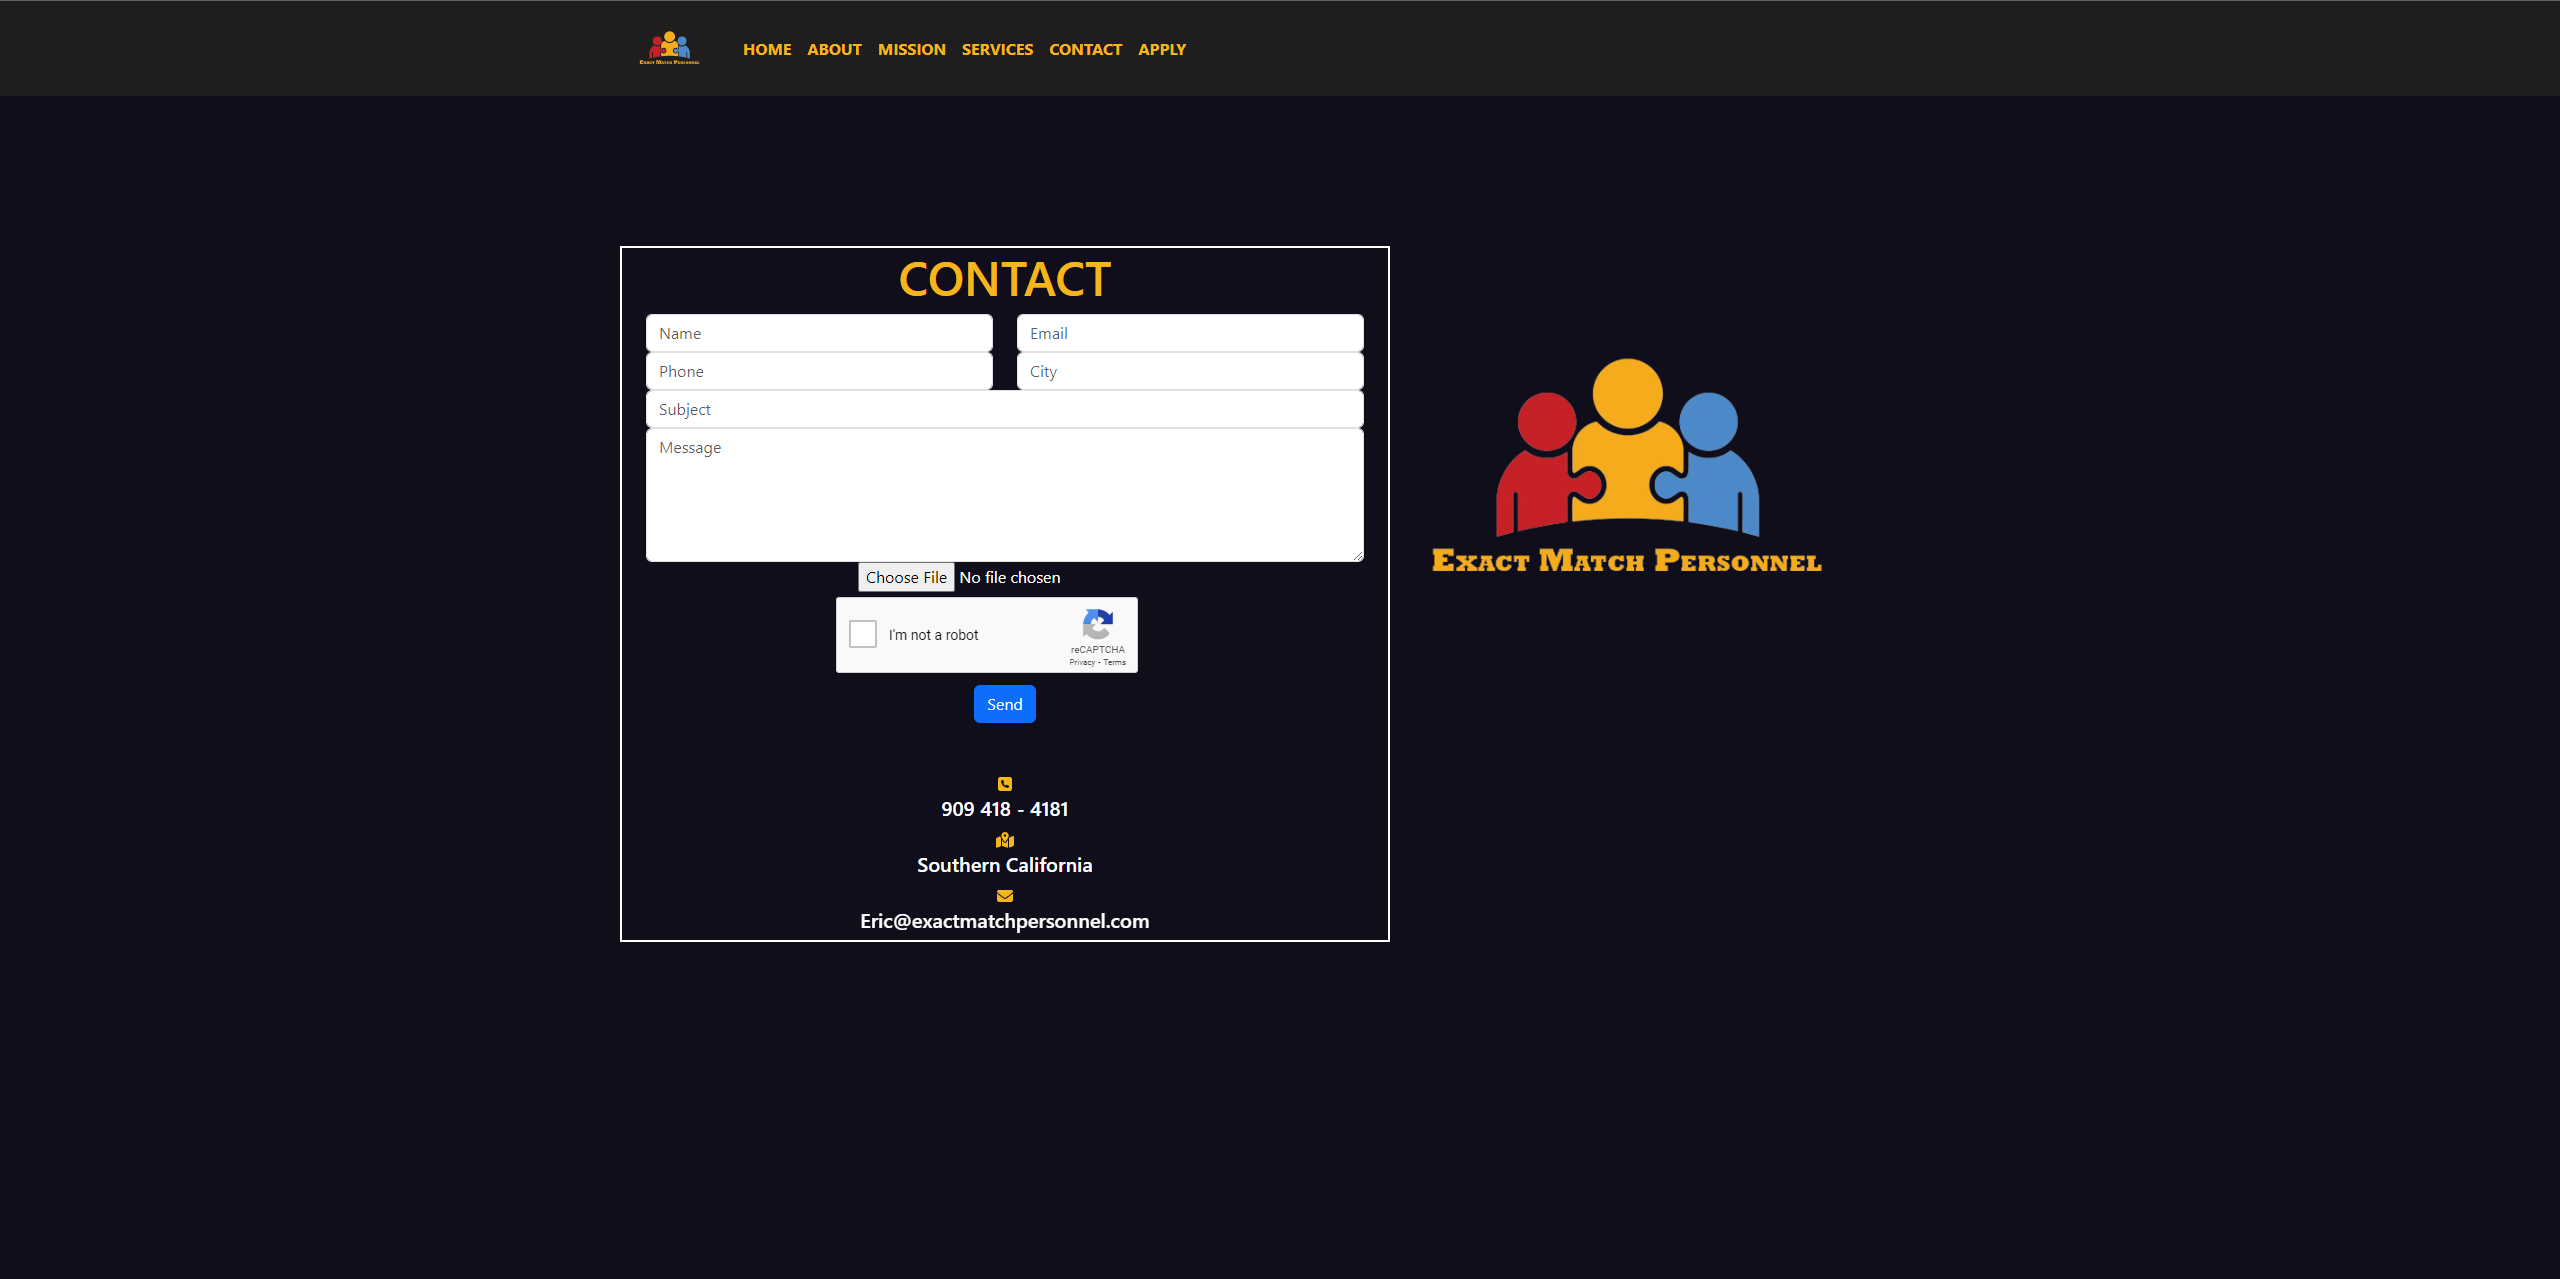 Exact Match Personnel
HOME ABOUT MISSION SERVICES CONTACT APPLY
CONTACT
Name Email
Phone City
Subject
Message
Choose File No file chosen
I'm not a robot
reCAPTCHA
Privacy - Terms
Send
909 418 - 4181
Southern California
Eric@exactmatchpersonnel.com
Exact Match Personnel